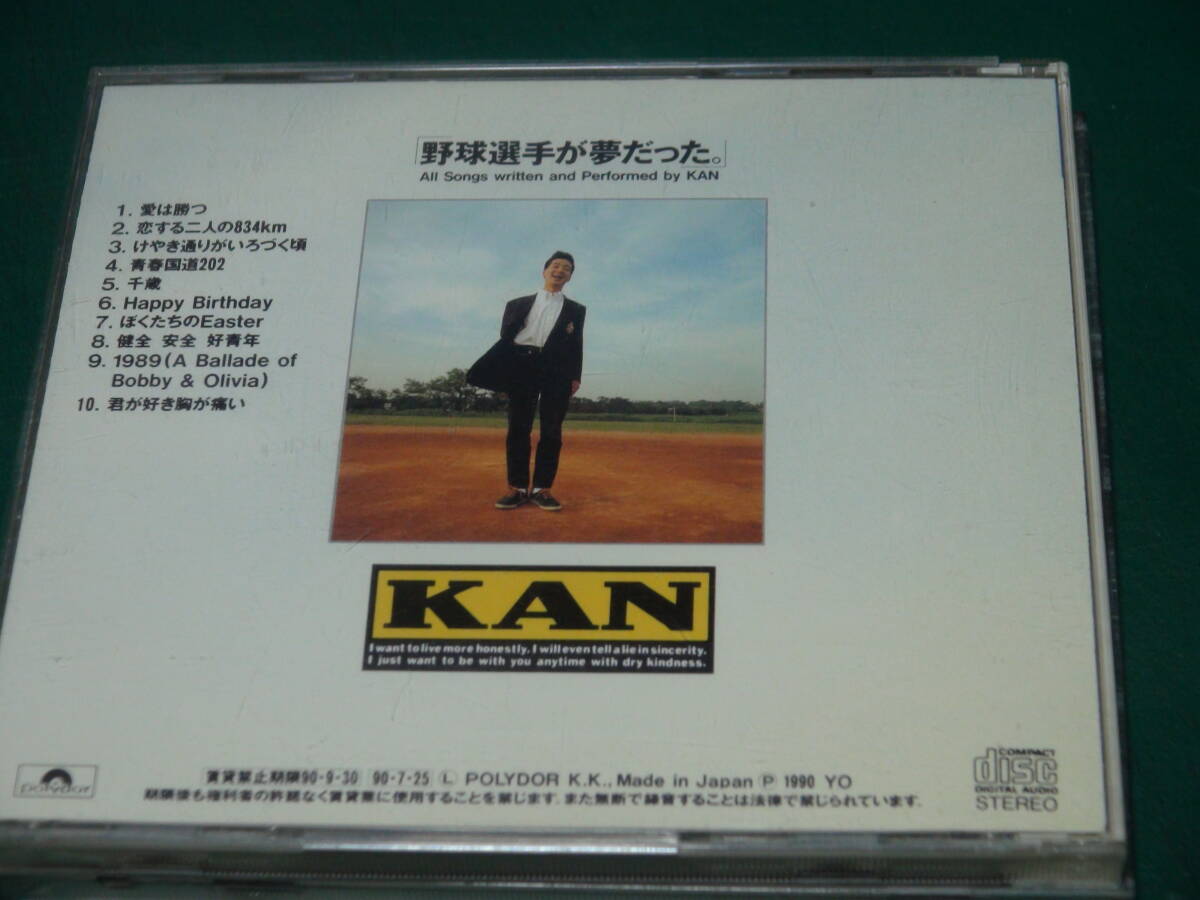 「野球選手が夢だった。」
All Songs written and Performed by KAN
1. 愛は勝つ
2. 恋する二人の834km
3. けやき通りがいろづく頃
4. 青春国道202
5. 千歳
6. Happy Birthday
7. ぼくたちのEaster
8. 健全 安全 好青年
9. 1989(A Ballade of
Bobby & Olivia)
10. 君が好き胸が痛い
KAN
I want to live more honestly. I will even tell a lie in sincerity.
I just want to be with you anytime with dry kindness.
polydor
賃貸禁止期限90・9・30 90・7・25 Ⓛ POLYDOR K.K., Made in Japan Ⓟ 1990 YO
期限後も権利者の許諾なく賃貸業に使用することを禁じます。また無断で録音することは法律で禁じられています。
COMPACT
disc
DIGITAL AUDIO
STEREO